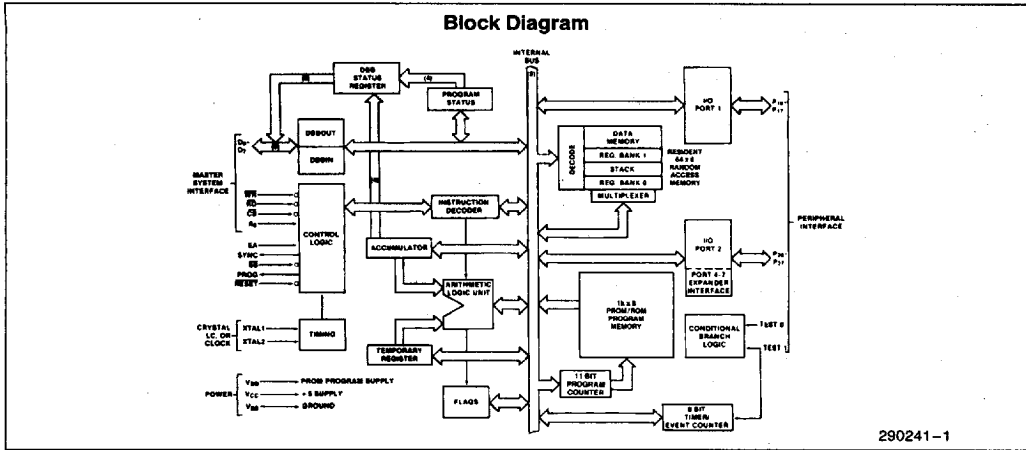 Block Diagram
INTERNAL
BUS
(8)
DBB
STATUS
REGISTER
(4)
PROGRAM
STATUS
I/O
PORT 1
P10-
P17
D0-
D7
DBBOUT
DBBIN
MASTER
SYSTEM
INTERFACE
WR
RD
CS
A0
EA
SYNC
SS
PROG
RESET
CONTROL
LOGIC
INSTRUCTION
DECODER
DECODE
DATA
MEMORY
REG. BANK 1
STACK
REG. BANK 0
MULTIPLEXER
RESIDENT
64 x 8
RANDOM
ACCESS
MEMORY
PERIPHERAL
INTERFACE
ACCUMULATOR
I/O
PORT 2
PORT 4-7
EXPANDER
INTERFACE
P20-
P27
ARITHMETIC
LOGIC UNIT
1k x 8
PROM/ROM
PROGRAM
MEMORY
CONDITIONAL
BRANCH
LOGIC
TEST 0
TEST 1
CRYSTAL
LC, OR
CLOCK
XTAL1
XTAL2
TIMING
TEMPORARY
REGISTER
11 BIT
PROGRAM
COUNTER
POWER
VDD
PROM PROGRAM SUPPLY
VCC
+5 SUPPLY
VSS
GROUND
FLAGS
8 BIT
TIMER/
EVENT COUNTER
290241-1